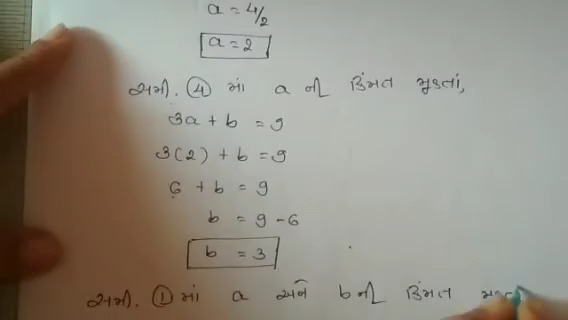 a = 4/2
a = 2
સમી. ④ માં a ની કિંમત મૂકતાં,
3a + b = 9
3(2) + b = 9
6 + b = 9
b = 9 - 6
b = 3
સમી. ① માં a અને b ની કિંમત